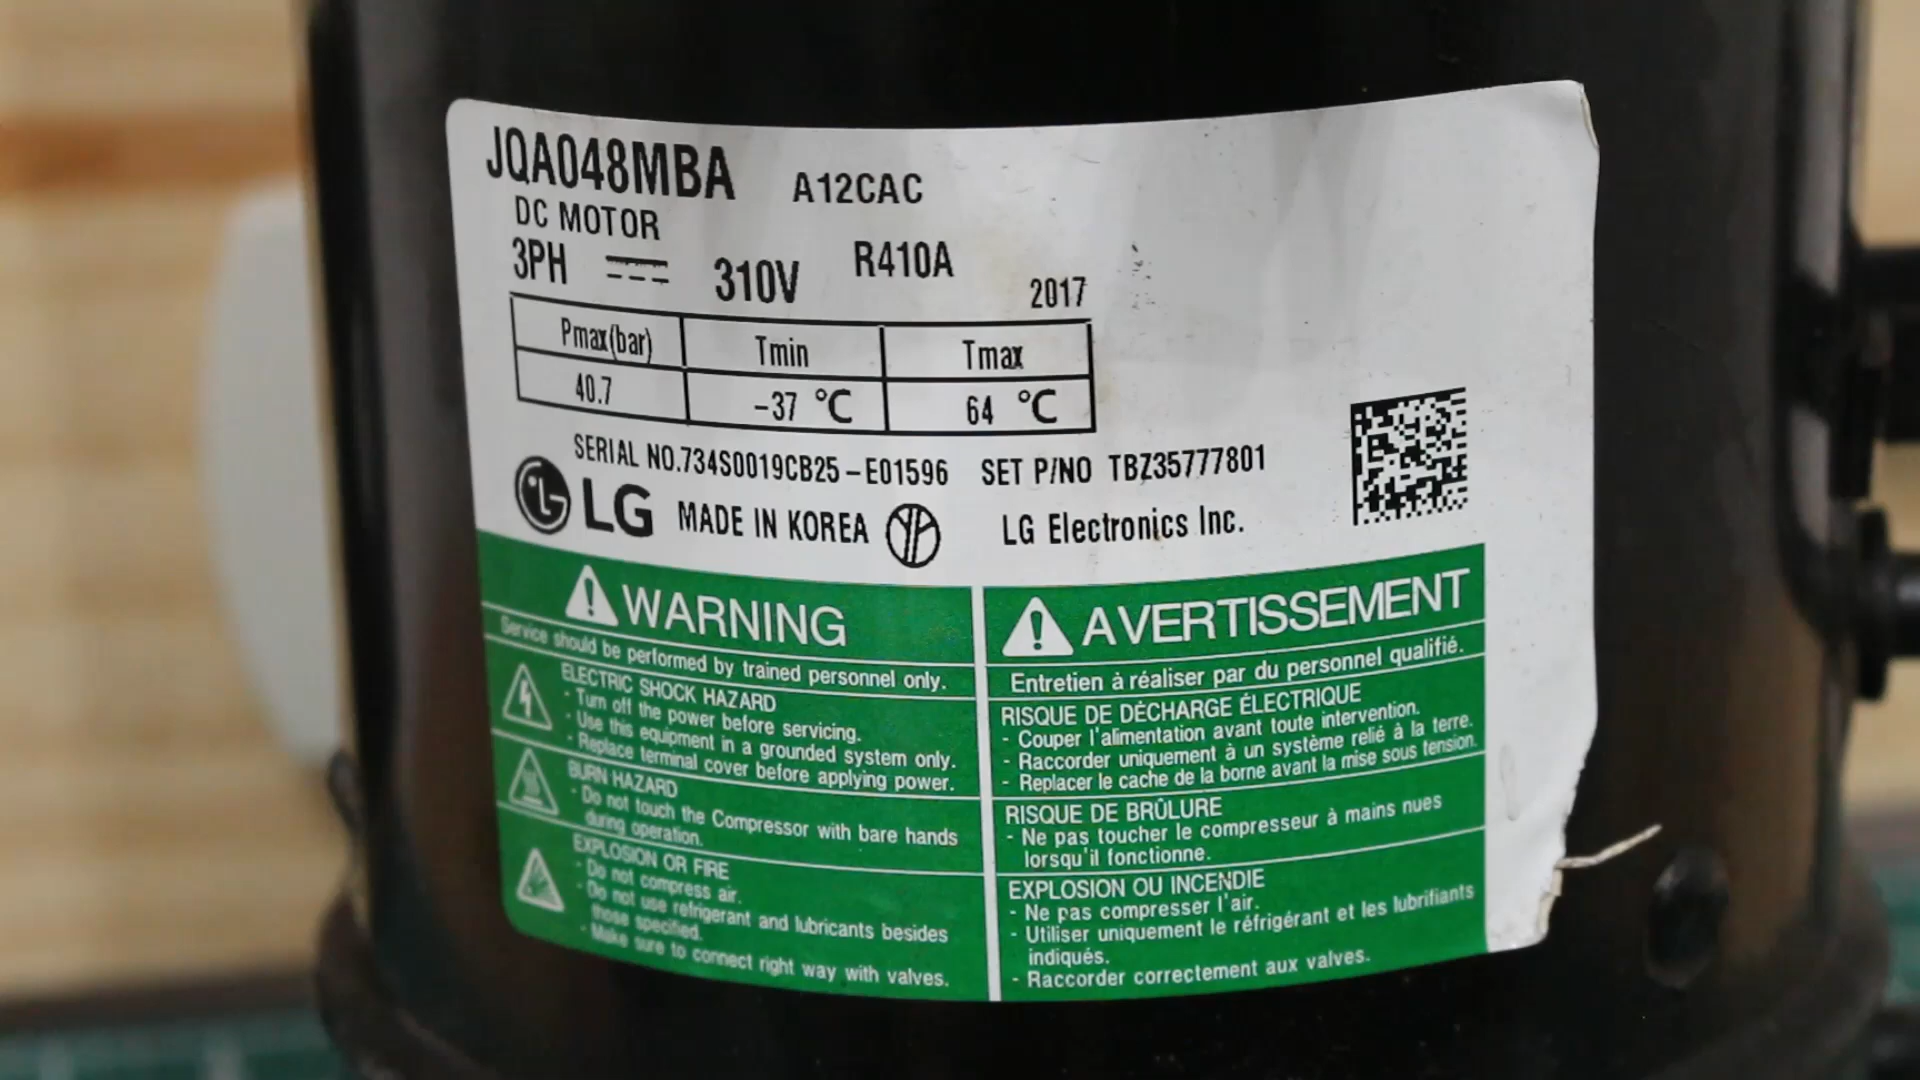 JQA048MBA A12CAC
DC MOTOR
3PH 310V R410A
2017
Pmax(bar) Tmin Tmax
40.7 -37 °C 64 °C
SERIAL NO.734S0019CB25-E01596 SET P/NO TBZ35777801
LG MADE IN KOREA LG Electronics Inc.
WARNING
Service should be performed by trained personnel only.
ELECTRIC SHOCK HAZARD
· Turn off the power before servicing.
· Use this equipment in a grounded system only.
· Replace terminal cover before applying power.
BURN HAZARD
· Do not touch the Compressor with bare hands
during operation.
EXPLOSION OR FIRE
· Do not compress air.
· Do not use refrigerant and lubricants besides
those specified.
· Make sure to connect right way with valves.
AVERTISSEMENT
Entretien à réaliser par du personnel qualifié.
RISQUE DE DÉCHARGE ÉLECTRIQUE
- Couper l'alimentation avant toute intervention.
- Raccorder uniquement à un système relié à la terre.
- Replacer le cache de la borne avant la mise sous tension.
RISQUE DE BRÛLURE
- Ne pas toucher le compresseur à mains nues
lorsqu'il fonctionne.
EXPLOSION OU INCENDIE
- Ne pas compresser l'air.
- Utiliser uniquement le réfrigérant et les lubrifiants
indiqués.
- Raccorder correctement aux valves.